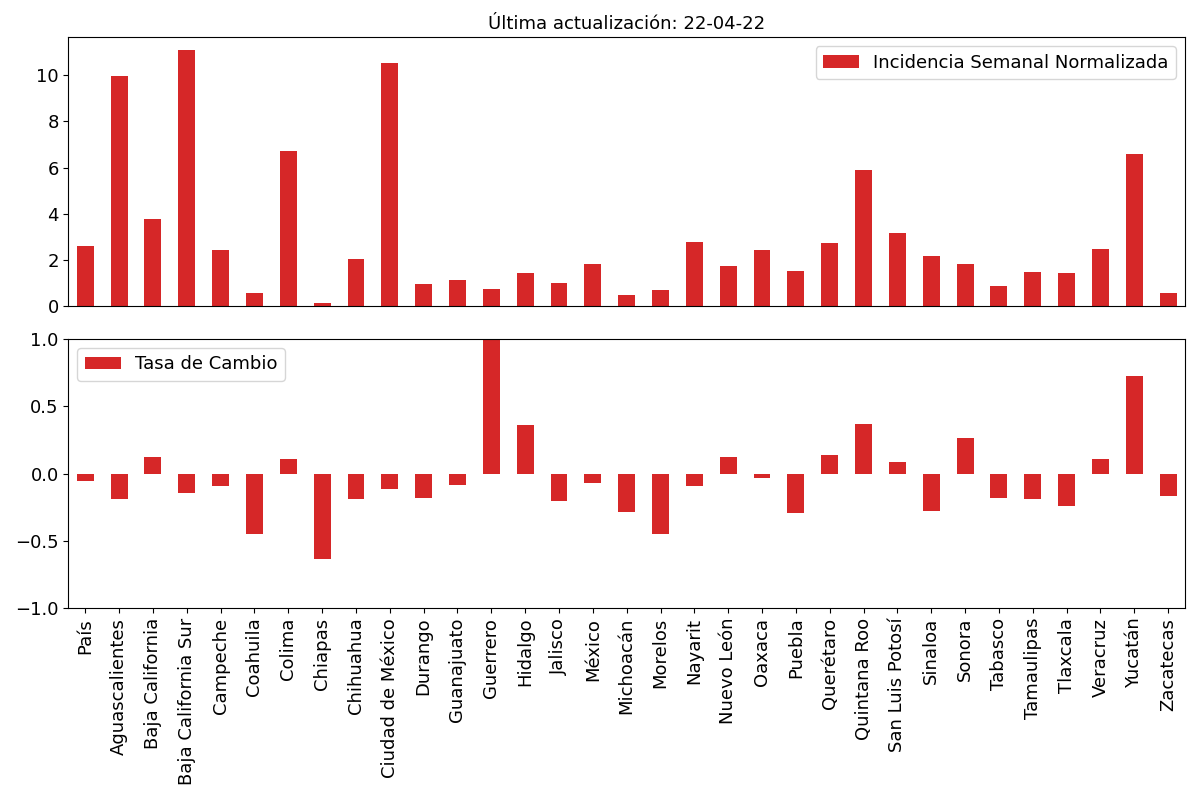 Última actualización: 22-04-22
Incidencia Semanal Normalizada
10
8
6
4
2
0
Tasa de Cambio
1.0
0.5
0.0
−0.5
−1.0
País
Aguascalientes
Baja California
Baja California Sur
Campeche
Coahuila
Colima
Chiapas
Chihuahua
Ciudad de México
Durango
Guanajuato
Guerrero
Hidalgo
Jalisco
México
Michoacán
Morelos
Nayarit
Nuevo León
Oaxaca
Puebla
Querétaro
Quintana Roo
San Luis Potosí
Sinaloa
Sonora
Tabasco
Tamaulipas
Tlaxcala
Veracruz
Yucatán
Zacatecas